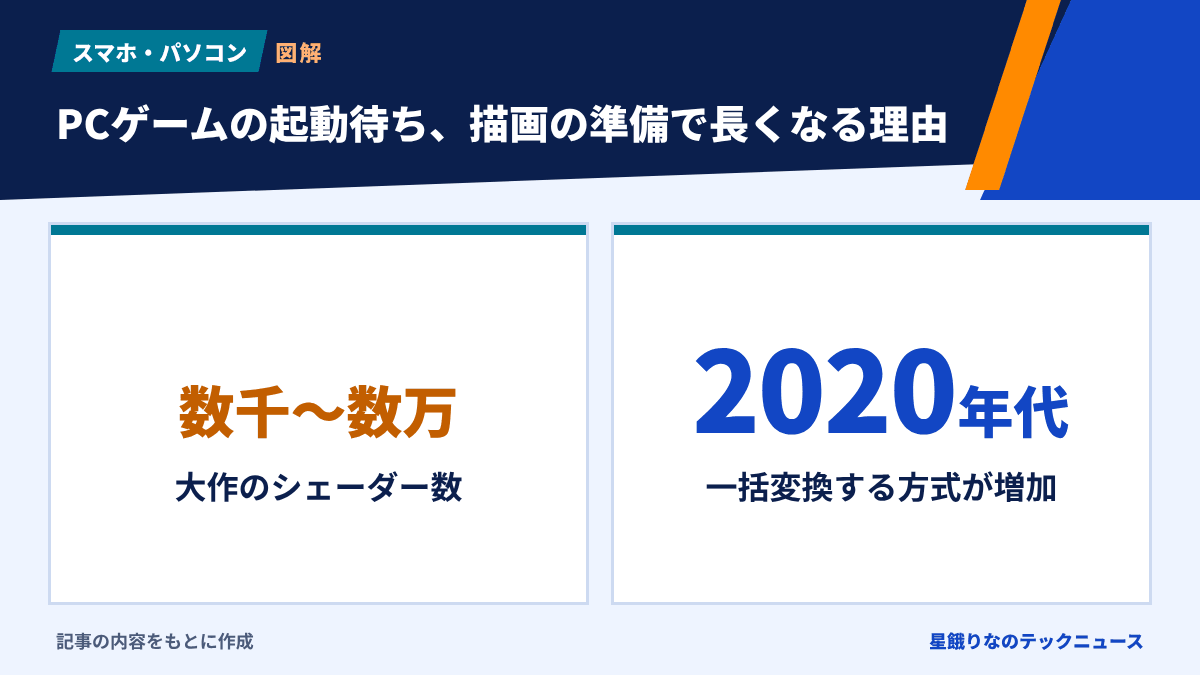 スマホ・パソコン 図解
PCゲームの起動待ち、描画の準備で長くなる理由
数千～数万
大作のシェーダー数
2020年代
一括変換する方式が増加
記事の内容をもとに作成
星餓りなのテックニュース